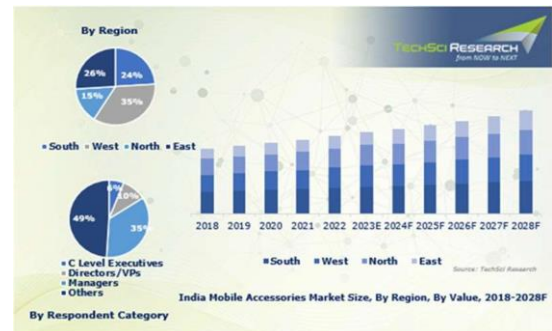 By Region
26%
24%
15%
35%
South West North East
TECHSCI RESEARCH
from NOW to NEXT
6%
10%
49%
35%
C Level Executives
Directors/VPs
Managers
Others
By Respondent Category
2018 2019 2020 2021 2022 2023E 2024F 2025F 2026F 2027F 2028F
South West North East
Source: TechSci Research
India Mobile Accessories Market Size, By Region, By Value, 2018-2028F